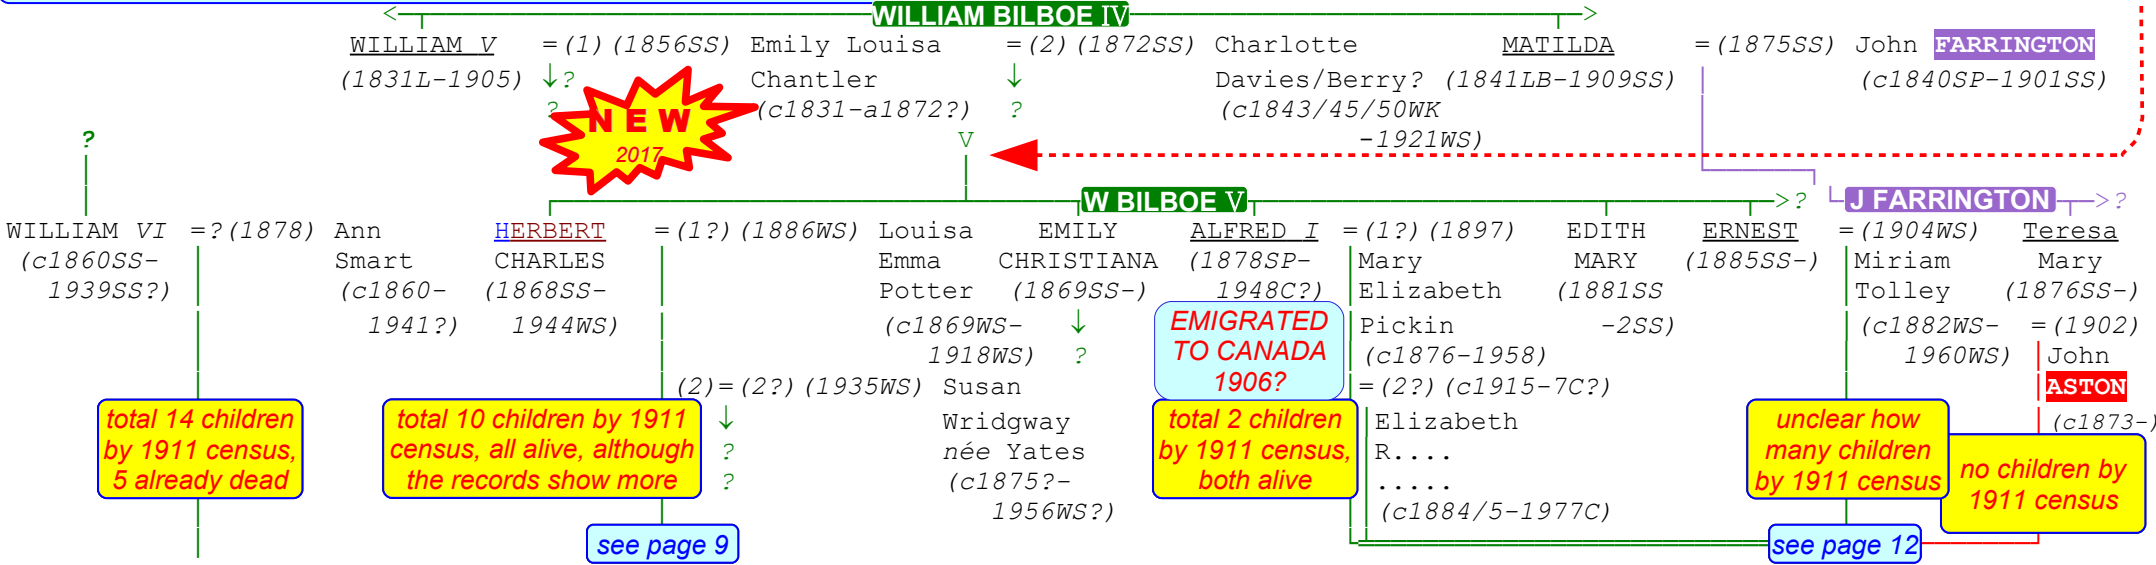 <WILLIAM BILBOE IV>
WILLIAM V =(1)(1856SS) Emily Louisa =(2)(1872SS) Charlotte MATILDA =(1875SS) John FARRINGTON
(1831L-1905) ↓? Chantler ↓ Davies/Berry? (1841LB-1909SS) (c1840SP-1901SS)
? (c1831-a1872?) ? (c1843/45/50WK
NEW
? V -1921WS)
2017
W BILBOE V >? J FARRINGTON >?
WILLIAM VI =?(1878) Ann HERBERT =(1?)(1886WS) Louisa EMILY ALFRED I =(1?)(1897) EDITH ERNEST =(1904WS) Teresa
(c1860SS- Smart CHARLES Emma CHRISTIANA (1878SP- Mary MARY (1885SS-) Miriam Mary
1939SS?) (c1860- (1868SS- Potter (1869SS-) 1948C?) Elizabeth (1881SS Tolley (1876SS-)
1941?) 1944WS) (c1869WS- ↓ EMIGRATED Pickin -2SS) (c1882WS- =(1902)
1918WS) ? TO CANADA (c1876-1958) 1960WS) John
(2)=(2?)(1935WS) Susan 1906? =(2?)(c1915-7C?) ASTON
total 14 children total 10 children by 1911 ↓ Wridgway total 2 children Elizabeth unclear how (c1873-)
by 1911 census, census, all alive, although ? née Yates by 1911 census, R.... many children no children by
5 already dead the records show more ? (c1875?- both alive ..... by 1911 census 1911 census
1956WS?) (c1884/5-1977C)
see page 9 see page 12